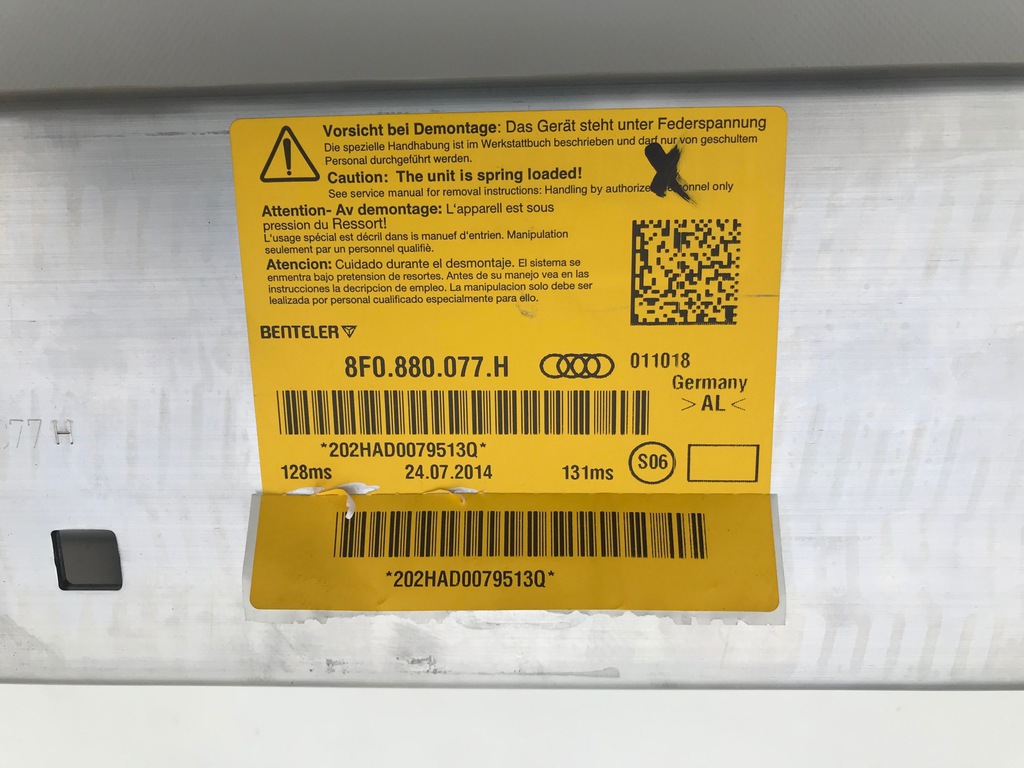 Vorsicht bei Demontage: Das Gerät steht unter Federspannung
Die spezielle Handhabung ist im Werkstattbuch beschrieben und darf nur von geschultem
Personal durchgeführt werden.
Caution: The unit is spring loaded!
See service manual for removal instructions: Handling by only
Attention- Av demontage: L'appareil est sous
pression du Ressort!
L'usage spécial est décril dans is manuef d'entrien. Manipulation
seulement par un personnel qualifiè.
Atencion: Cuidado durante el desmontaje. El sistema se
enmentra bajo pretension de resortes. Antes de su manejo vea en las
instrucciones la decripcion de empleo. La manipulacion solo debe ser
lealizada por personal cualificado especialmente para ello.
BENTELER
8F0.880.077.H 011018
Germany
>AL<
*202HAD0079513Q*
128ms 24.07.2014 131ms S06
*202HAD0079513Q*
77 H